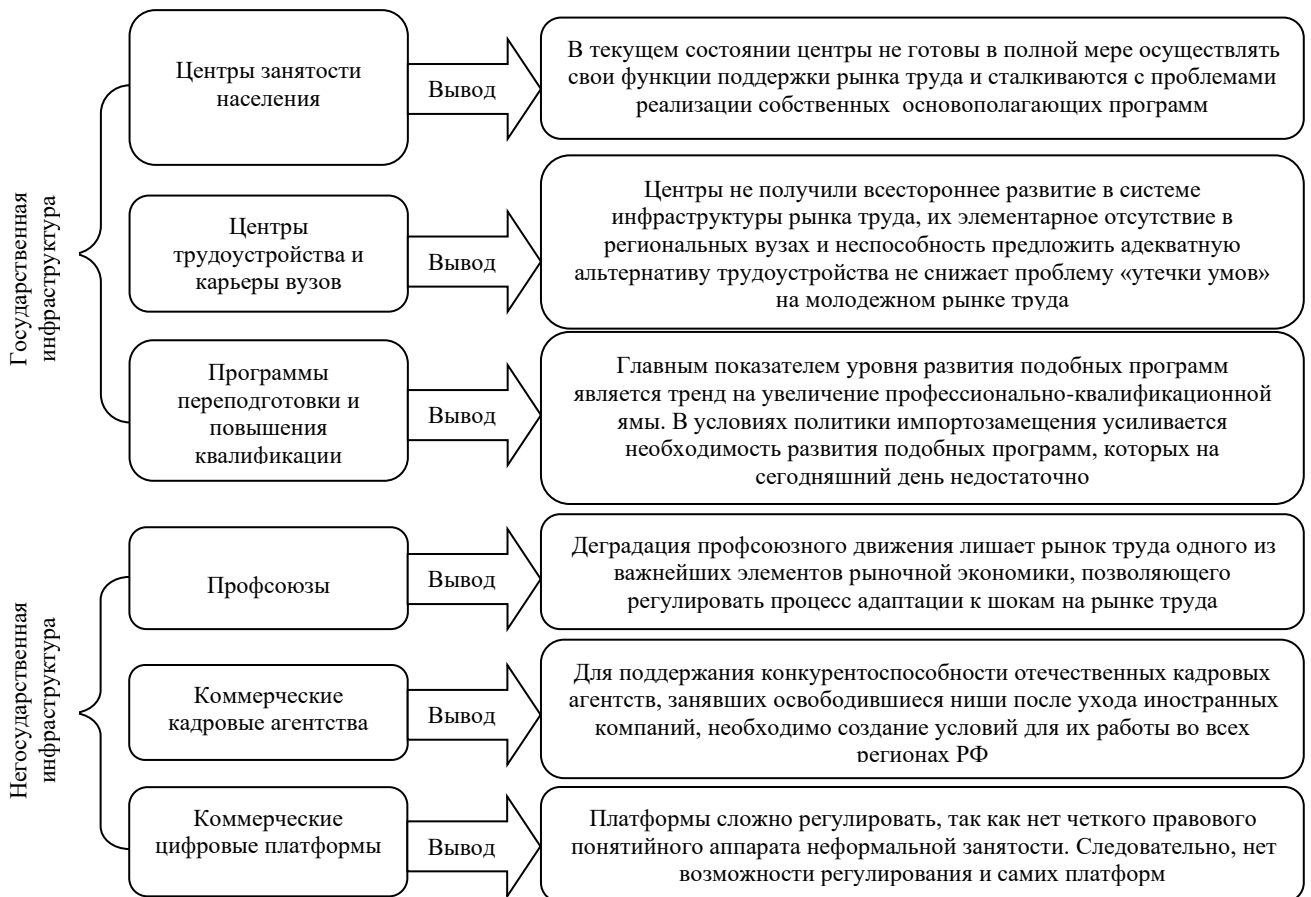 Государственная
инфраструктура
Центры занятости
населения
Вывод
В текущем состоянии центры не готовы в полной мере осуществлять
свои функции поддержки рынка труда и сталкиваются с проблемами
реализации собственных основополагающих программ
Центры
трудоустройства и
карьеры вузов
Вывод
Центры не получили всестороннее развитие в системе
инфраструктуры рынка труда, их элементарное отсутствие в
региональных вузах и неспособность предложить адекватную
альтернативу трудоустройства не снижает проблему «утечки умов»
на молодежном рынке труда
Программы
переподготовки и
повышения
квалификации
Вывод
Главным показателем уровня развития подобных программ
является тренд на увеличение профессионально-квалификационной
ямы. В условиях политики импортозамещения усиливается
необходимость развития подобных программ, которых на
сегодняшний день недостаточно
Негосударственная
инфраструктура
Профсоюзы
Вывод
Деградация профсоюзного движения лишает рынок труда одного из
важнейших элементов рыночной экономики, позволяющего
регулировать процесс адаптации к шокам на рынке труда
Коммерческие
кадровые агентства
Вывод
Для поддержания конкурентоспособности отечественных кадровых
агентств, занявших освободившиеся ниши после ухода иностранных
компаний, необходимо создание условий для их работы во всех
регионах РФ
Коммерческие
цифровые платформы
Вывод
Платформы сложно регулировать, так как нет четкого правового
понятийного аппарата неформальной занятости. Следовательно, нет
возможности регулирования и самих платформ